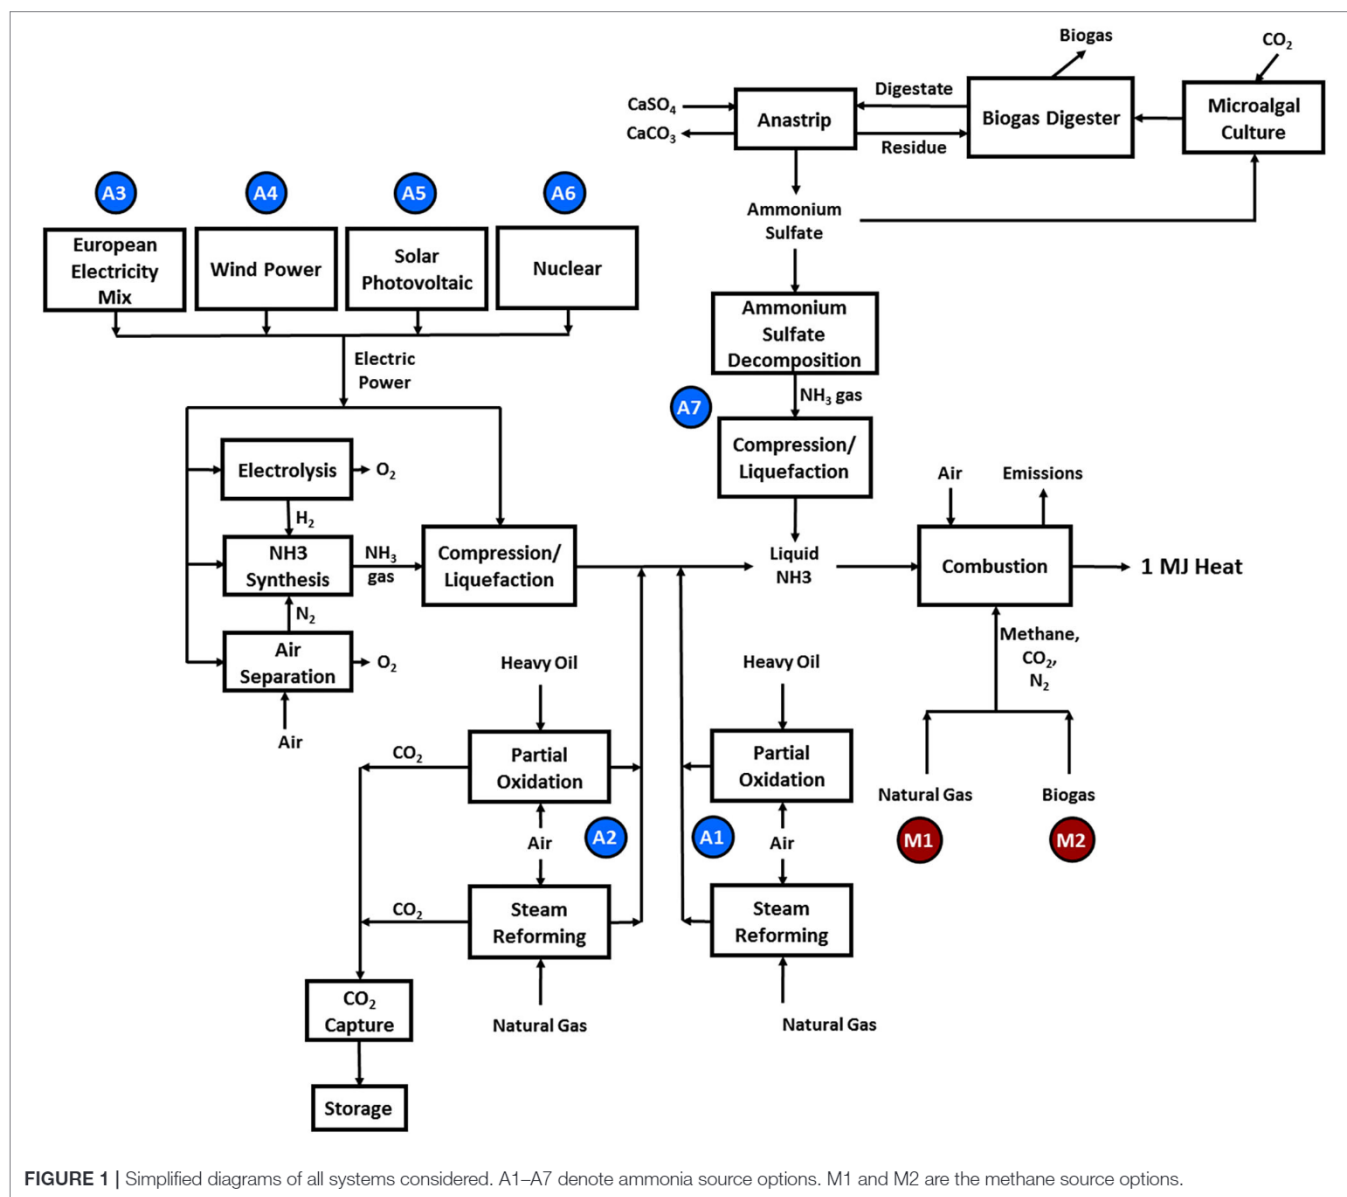 Biogas
CO2
Digestate
CaSO4
CaCO3
Anastrip
Biogas Digester
Microalgal
Culture
Residue
A3
A4
A5
A6
Ammonium
Sulfate
European
Electricity
Mix
Wind Power
Solar
Photovoltaic
Nuclear
Ammonium
Sulfate
Decomposition
Electric
Power
NH3 gas
A7
Compression/
Liquefaction
Electrolysis
O2
H2
Air
Emissions
NH3
Synthesis
NH3
gas
Compression/
Liquefaction
Liquid
NH3
Combustion
1 MJ Heat
N2
Air
Separation
O2
Air
Methane,
CO2,
N2
Heavy Oil
Heavy Oil
CO2
Partial
Oxidation
Partial
Oxidation
Natural Gas
Biogas
Air
A2
A1
Air
M1
M2
CO2
Steam
Reforming
Steam
Reforming
CO2
Capture
Natural Gas
Natural Gas
Storage
FIGURE 1 | Simplified diagrams of all systems considered. A1–A7 denote ammonia source options. M1 and M2 are the methane source options.